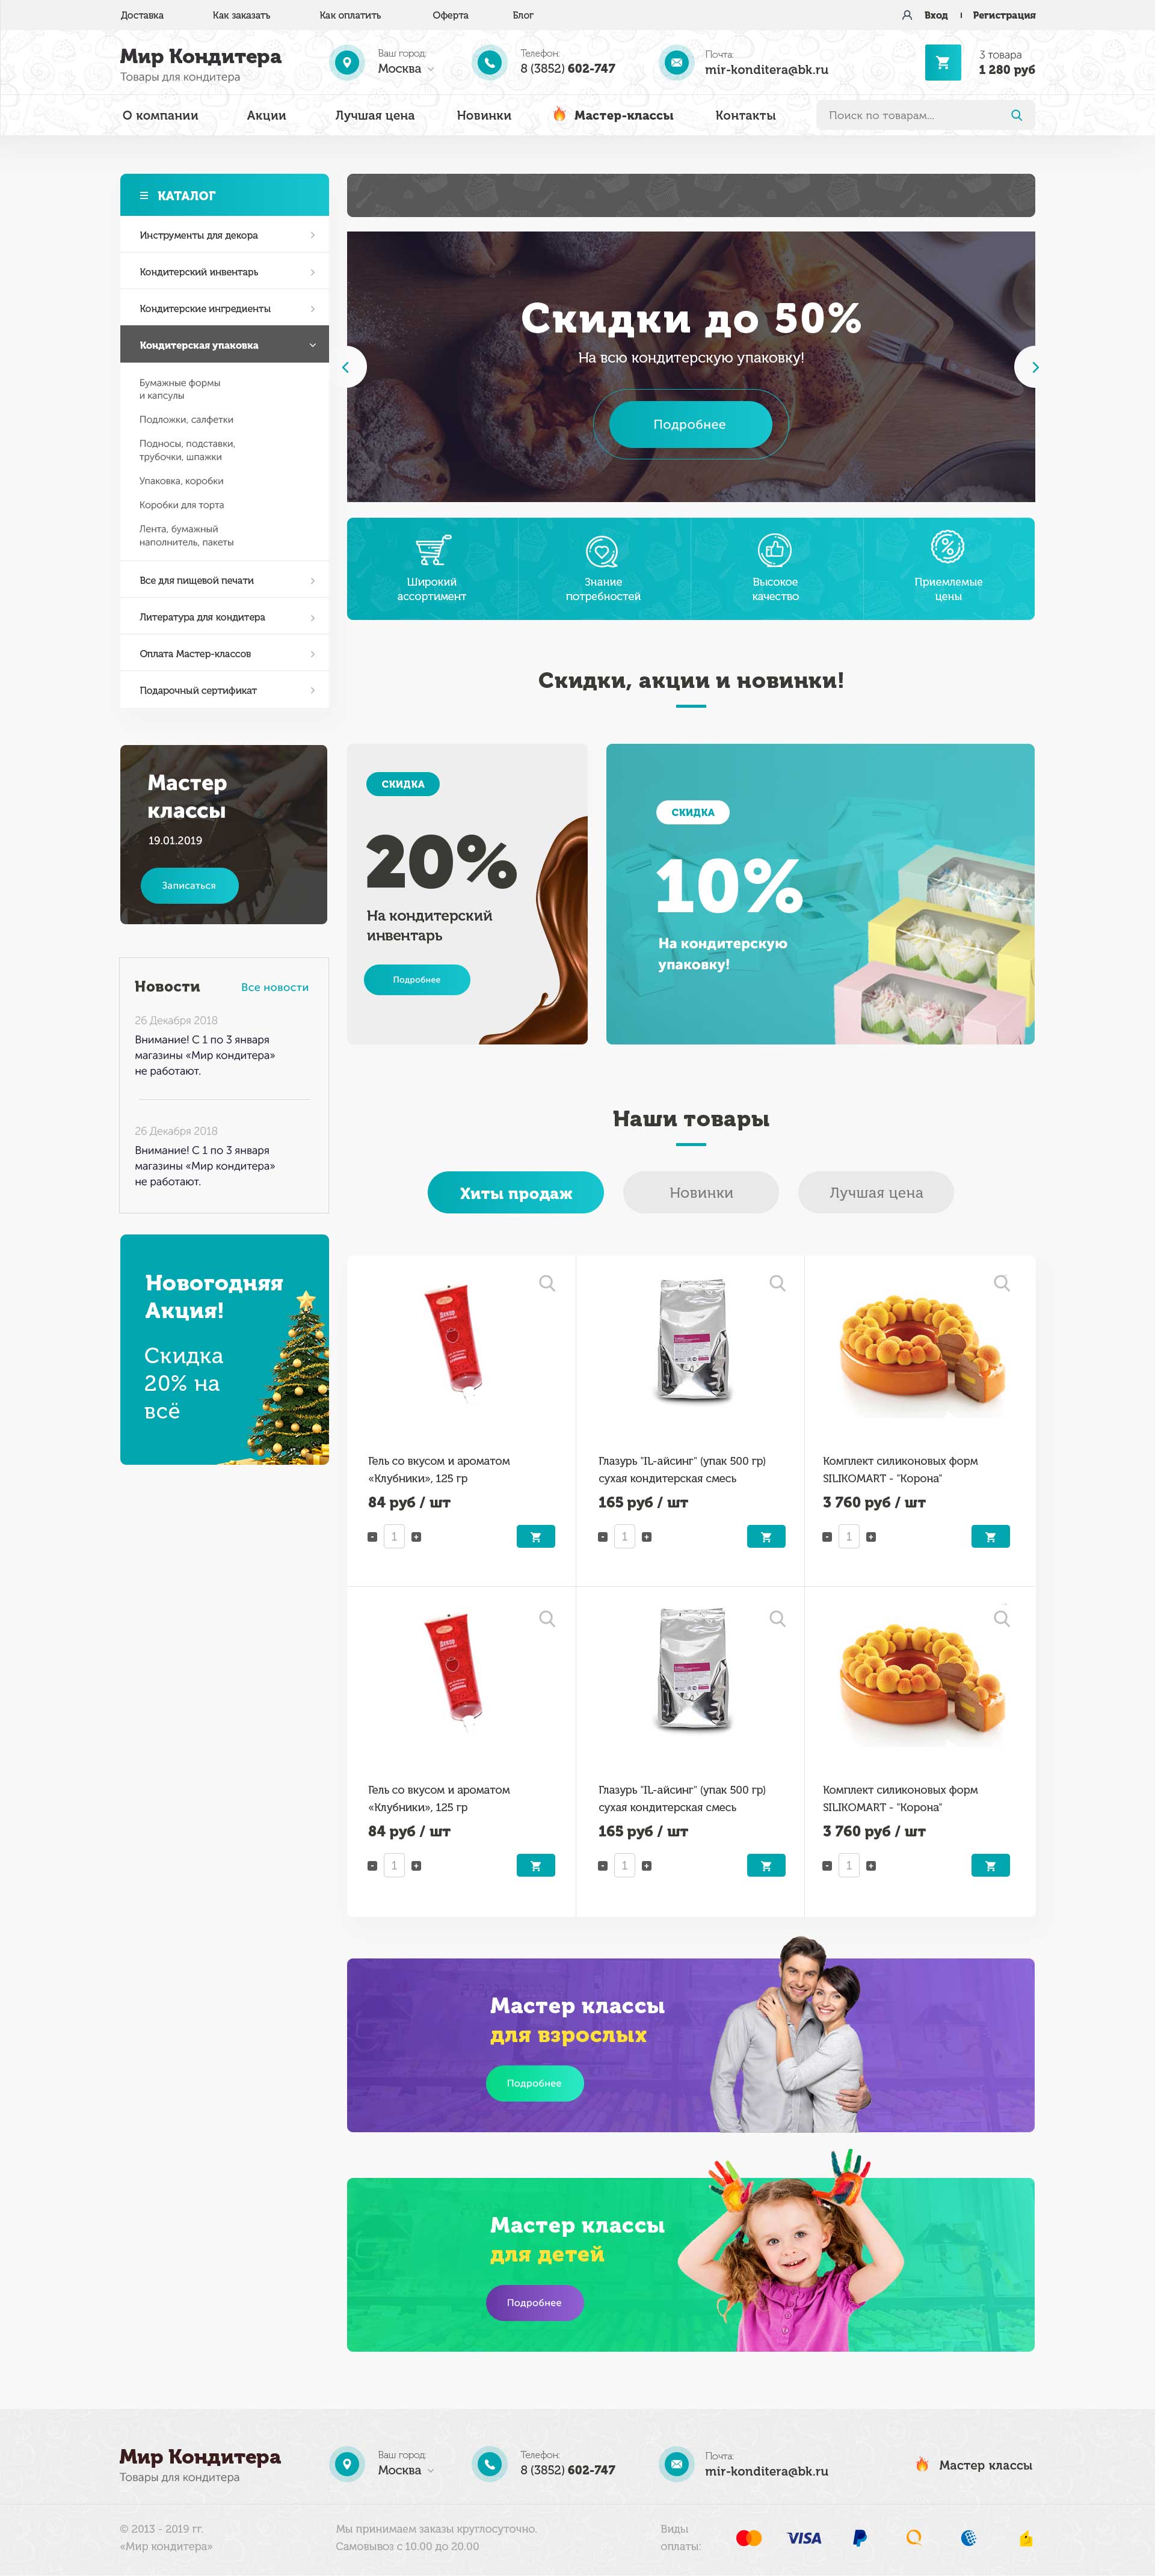 Доставка Как заказать Как оплатить Оферта Блог Вход Регистрация
Мир Кондитера
Товары для кондитера
Ваш город:
Москва
Телефон:
8 (3852) 602-747
Почта:
mir-konditera@bk.ru
3 товара
1 280 руб
О компании Акции Лучшая цена Новинки Мастер-классы Контакты Поиск по товарам...
КАТАЛОГ
Инструменты для декора
Кондитерский инвентарь
Кондитерские ингредиенты
Кондитерская упаковка
Бумажные формы
и капсулы
Подложки, салфетки
Подносы, подставки,
трубочки, шпажки
Упаковка, коробки
Коробки для торта
Лента, бумажный
наполнитель, пакеты
Все для пищевой печати
Литература для кондитера
Оплата Мастер-классов
Подарочный сертификат
Скидки до 50%
На всю кондитерскую упаковку!
Подробнее
Широкий
ассортимент
Знание
потребностей
Высокое
качество
Приемлемые
цены
Мастер
классы
19.01.2019
Записаться
Новости Все новости
26 Декабря 2018
Внимание! С 1 по 3 января
магазины «Мир кондитера»
не работают.
26 Декабря 2018
Внимание! С 1 по 3 января
магазины «Мир кондитера»
не работают.
Новогодняя
Акция!
Скидка
20% на
всё
Скидки, акции и новинки!
СКИДКА
20%
На кондитерский
инвентарь
Подробнее
СКИДКА
10%
На кондитерскую
упаковку!
Наши товары
Хиты продаж Новинки Лучшая цена
Гель со вкусом и ароматом
«Клубники», 125 гр
84 руб / шт
- 1 +
Глазурь "IL-айсинг" (упак 500 гр)
сухая кондитерская смесь
165 руб / шт
- 1 +
Комплект силиконовых форм
SILIKOMART - "Корона"
3 760 руб / шт
- 1 +
Гель со вкусом и ароматом
«Клубники», 125 гр
84 руб / шт
- 1 +
Глазурь "IL-айсинг" (упак 500 гр)
сухая кондитерская смесь
165 руб / шт
- 1 +
Комплект силиконовых форм
SILIKOMART - "Корона"
3 760 руб / шт
- 1 +
Мастер классы
для взрослых
Подробнее
Мастер классы
для детей
Подробнее
Мир Кондитера
Товары для кондитера
Ваш город:
Москва
Телефон:
8 (3852) 602-747
Почта:
mir-konditera@bk.ru
Мастер классы
© 2013 - 2019 гг.
«Мир кондитера»
Мы принимаем заказы круглосуточно.
Самовывоз с 10.00 до 20.00
Виды
оплаты:
VISA